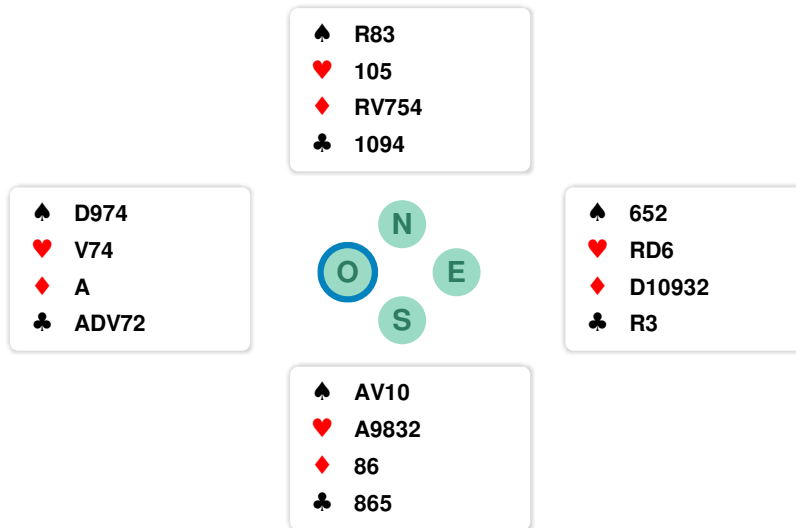 ♠ R83
♥ 105
♦ RV754
♣ 1094
♠ D974
♥ V74
♦ A
♣ ADV72
N
O E
S
♠ 652
♥ RD6
♦ D10932
♣ R3
♠ AV10
♥ A9832
♦ 86
♣ 865